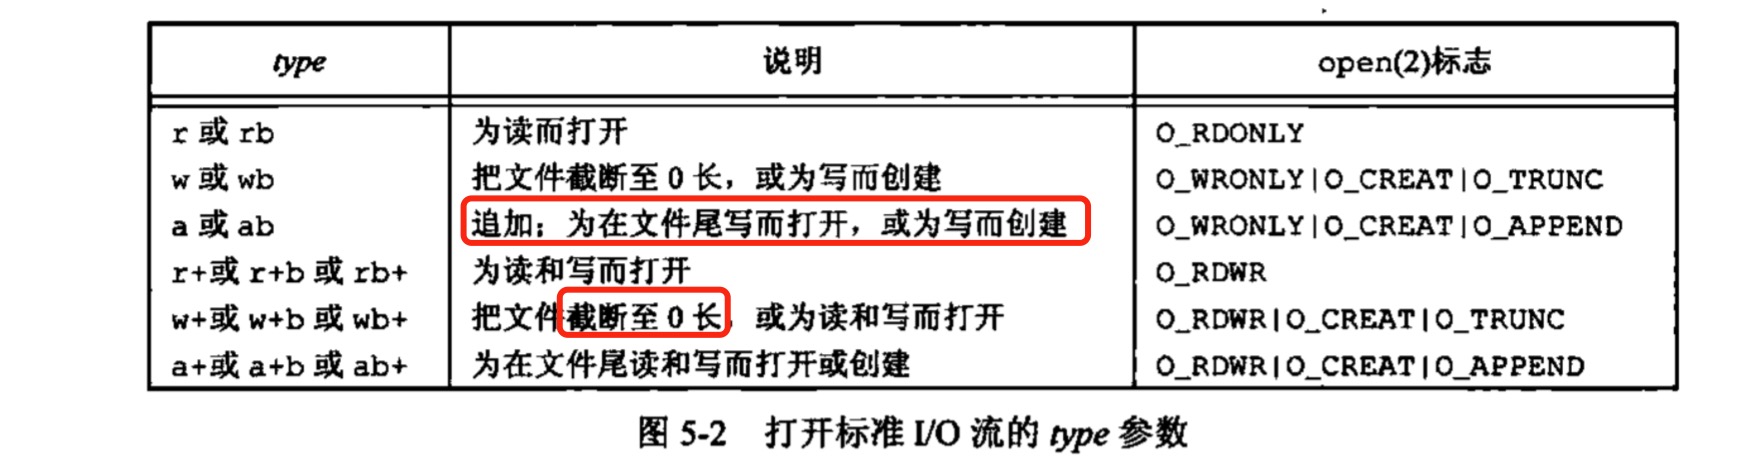 type 说明 open(2)标志
r 或 rb 为读而打开 O_RDONLY
w 或 wb 把文件截断至 0 长，或为写而创建 O_WRONLY|O_CREAT|O_TRUNC
a 或 ab 追加；为在文件尾写而打开，或为写而创建 O_WRONLY|O_CREAT|O_APPEND
r+或 r+b 或 rb+ 为读和写而打开 O_RDWR
w+或 w+b 或 wb+ 把文件截断至 0 长，或为读和写而打开 O_RDWR|O_CREAT|O_TRUNC
a+或 a+b 或 ab+ 为在文件尾读和写而打开或创建 O_RDWR|O_CREAT|O_APPEND
图 5-2 打开标准 I/O 流的 type 参数